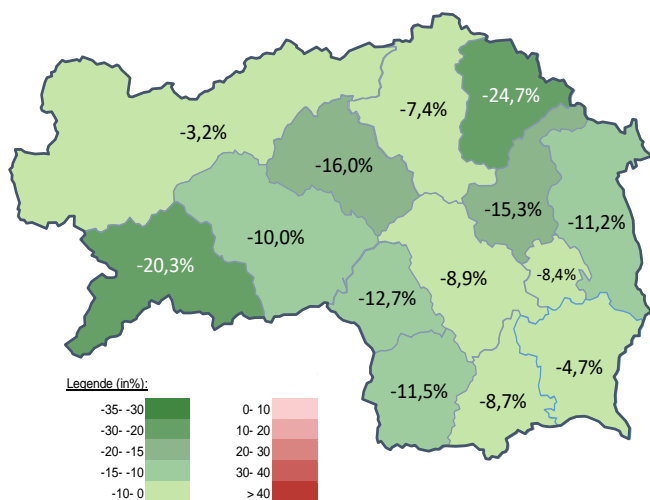 -24,7%
-7,4%
-3,2%
-16,0%
-15,3%
-11,2%
-10,0%
-20,3%
-8,9%
-8,4%
-12,7%
-4,7%
-11,5%
-8,7%
Legende (in%):
-35- -30 0- 10
-30- -20 10- 20
-20- -15 20- 30
-15- -10 30- 40
-10- 0 > 40